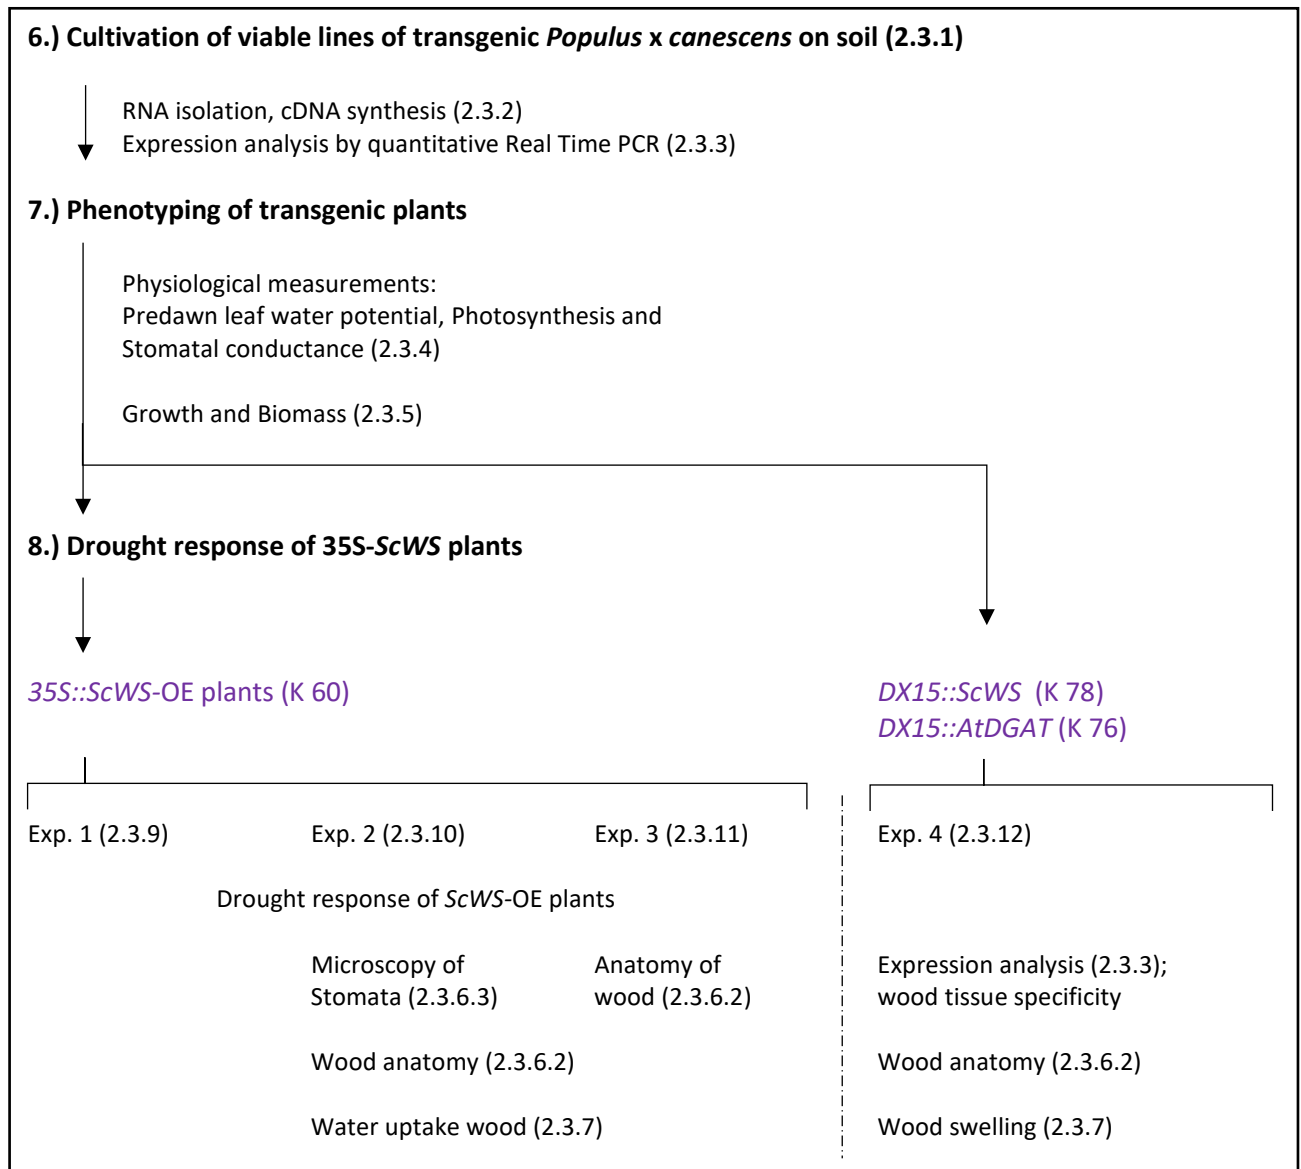 6.) Cultivation of viable lines of transgenic Populus x canescens on soil (2.3.1)
RNA isolation, cDNA synthesis (2.3.2)
Expression analysis by quantitative Real Time PCR (2.3.3)
7.) Phenotyping of transgenic plants
Physiological measurements:
Predawn leaf water potential, Photosynthesis and
Stomatal conductance (2.3.4)
Growth and Biomass (2.3.5)
8.) Drought response of 35S-ScWS plants
35S::ScWS-OE plants (K 60)
DX15::ScWS (K 78)
DX15::AtDGAT (K 76)
Exp. 1 (2.3.9)
Exp. 2 (2.3.10)
Exp. 3 (2.3.11)
Exp. 4 (2.3.12)
Drought response of ScWS-OE plants
Microscopy of
Stomata (2.3.6.3)
Anatomy of
wood (2.3.6.2)
Expression analysis (2.3.3);
wood tissue specificity
Wood anatomy (2.3.6.2)
Wood anatomy (2.3.6.2)
Water uptake wood (2.3.7)
Wood swelling (2.3.7)